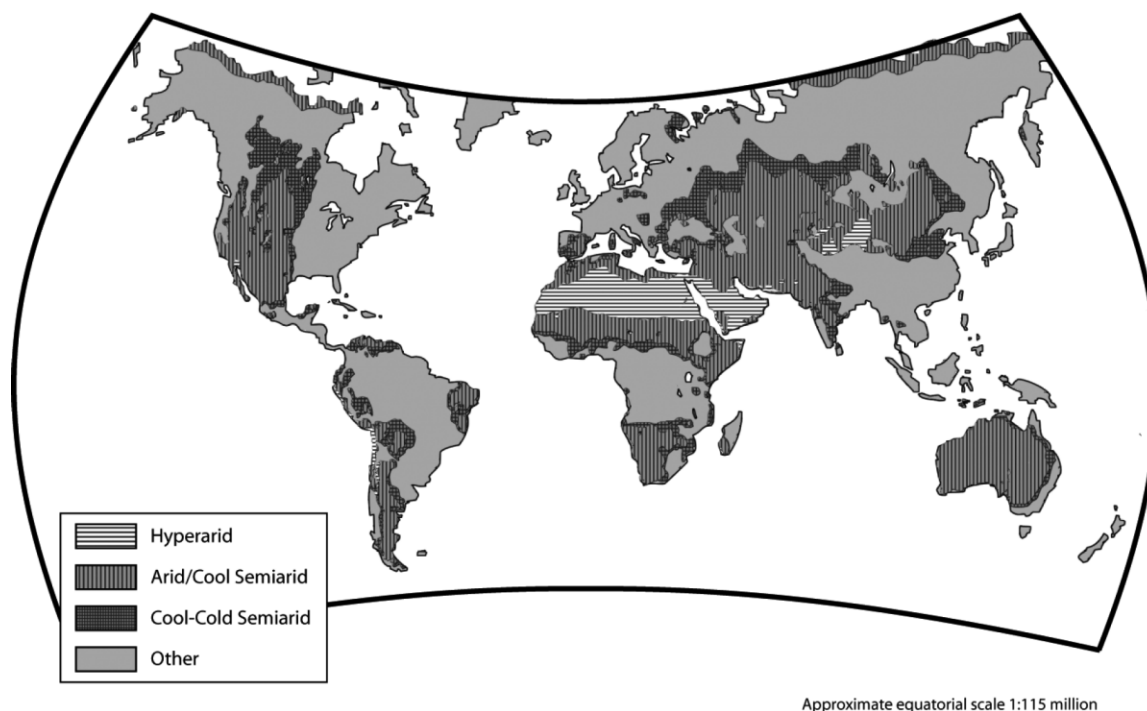 Hyperarid
Arid/Cool Semiarid
Cool-Cold Semiarid
Other
Approximate equatorial scale 1:115 million